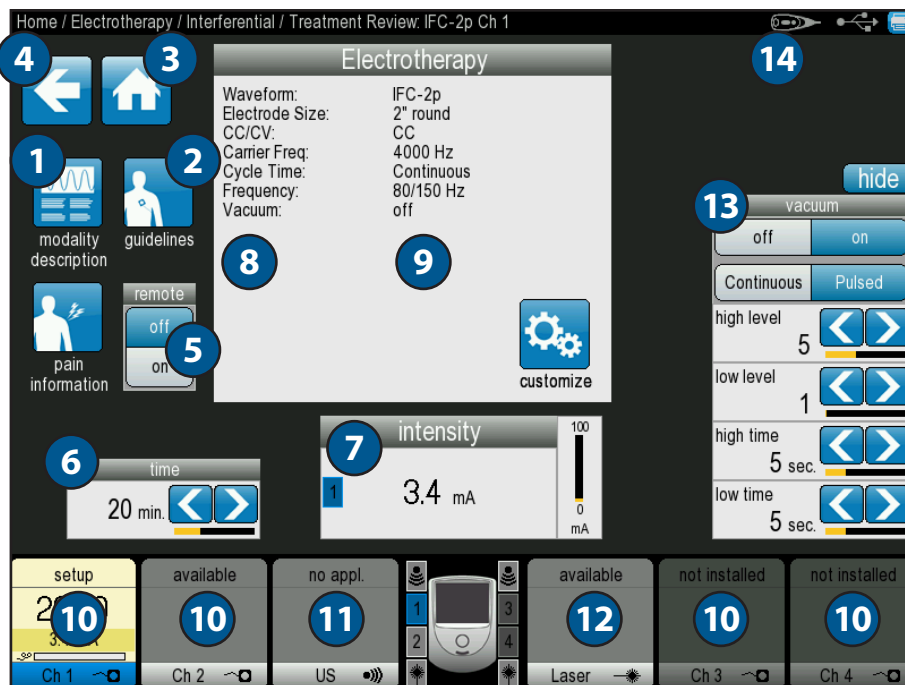 Home / Electrotherapy / Interferential / Treatment Review: IFC-2p Ch 1
14
4
3
Electrotherapy
Waveform: IFC-2p
Electrode Size: 2" round
CC/CV: CC
Carrier Freq: 4000 Hz
Cycle Time: Continuous
Frequency: 80/150 Hz
Vacuum: off
1
2
modality
description
guidelines
8
9
pain
information
remote
off
on
5
customize
hide
13
vacuum
off on
Continuous Pulsed
high level
5
low level
1
high time
5 sec.
low time
5 sec.
6
time
20 min.
7
intensity
1
3.4 mA
100
0
mA
setup
10
Ch 1
available
10
Ch 2
no appl.
11
US
1
2
3
4
available
12
Laser
not installed
10
Ch 3
not installed
10
Ch 4